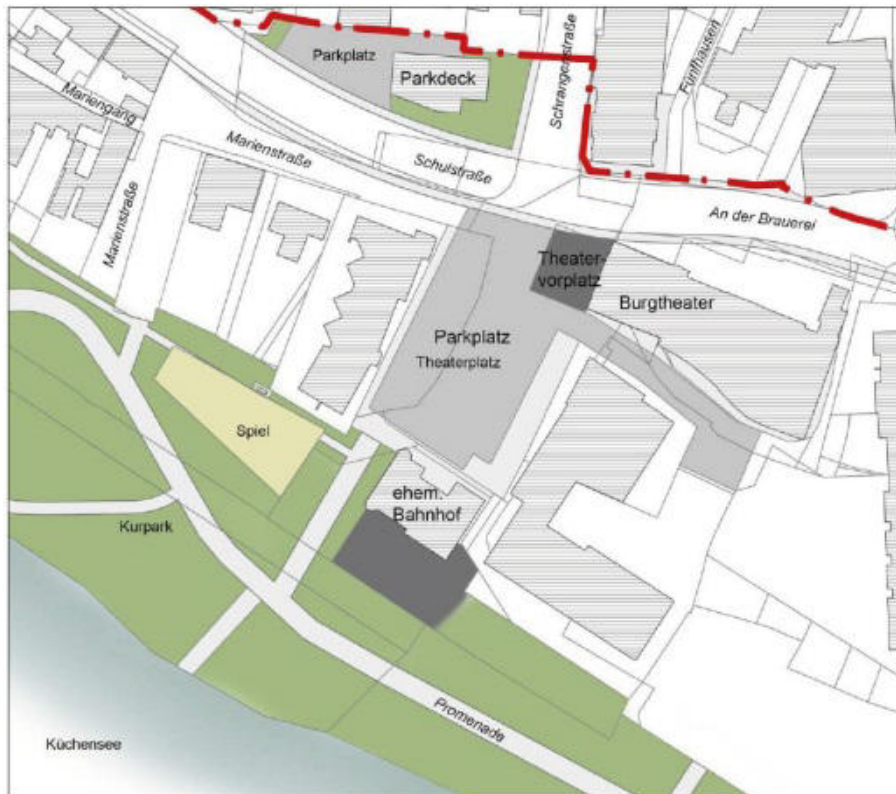 Parkplatz
Parkdeck
Schrangenstraße
Fünfhausen
Mariengang
Marienstraße
Schulstraße
An der Brauerei
Marienstraße
Theater-
vorplatz
Burgtheater
Parkplatz
Theaterplatz
Spiel
ehem.
Bahnhof
Kurpark
Promenade
Küchensee